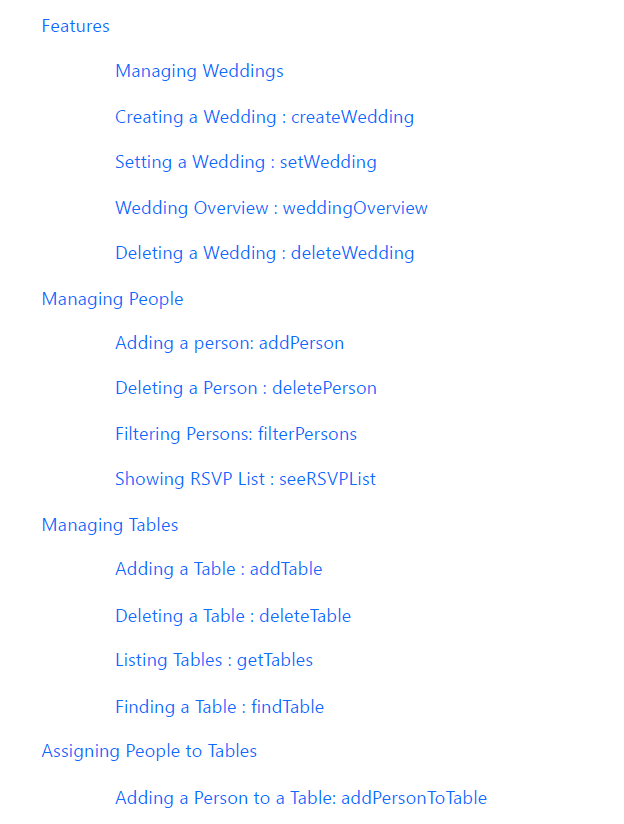 Features
Managing Weddings
Creating a Wedding : createWedding
Setting a Wedding : setWedding
Wedding Overview : weddingOverview
Deleting a Wedding : deleteWedding
Managing People
Adding a person: addPerson
Deleting a Person : deletePerson
Filtering Persons: filterPersons
Showing RSVP List : seeRSVPList
Managing Tables
Adding a Table : addTable
Deleting a Table : deleteTable
Listing Tables : getTables
Finding a Table : findTable
Assigning People to Tables
Adding a Person to a Table: addPersonToTable